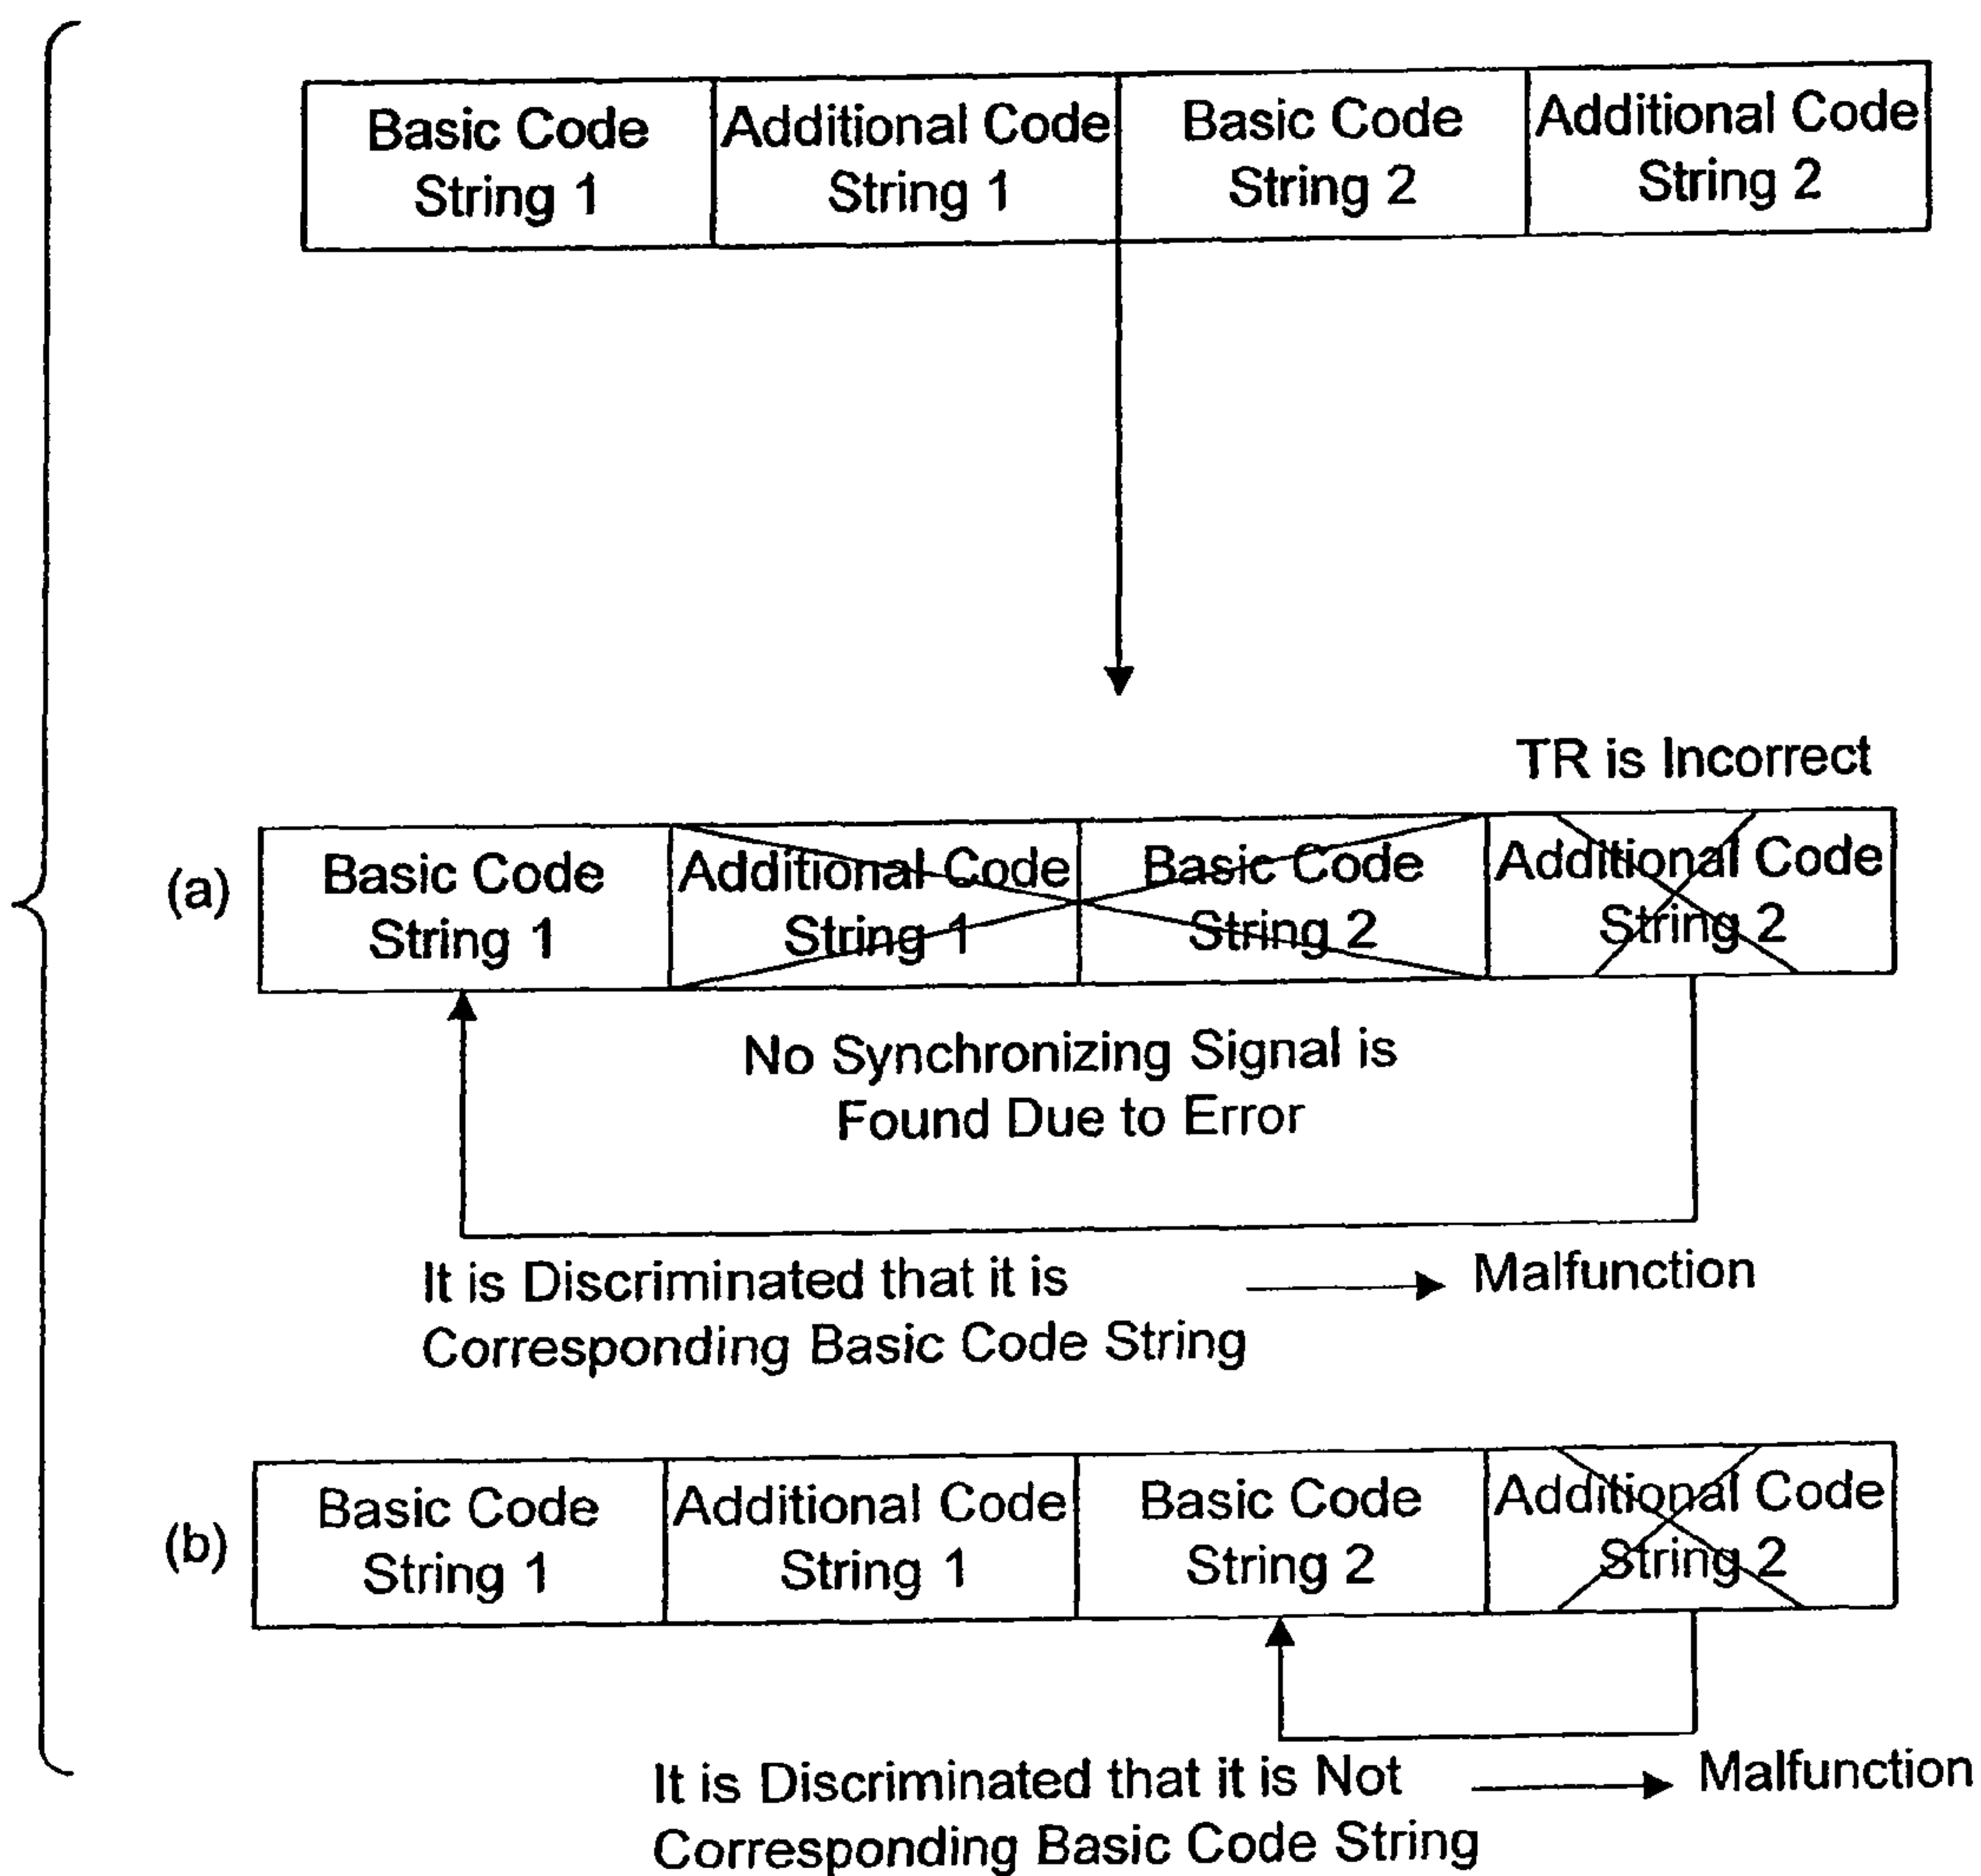 Basic Code
String 1
Additional Code
String 1
Basic Code
String 2
Additional Code
String 2
TR is Incorrect
(a)
Basic Code
String 1
Additional Code
String 1
Basic Code
String 2
Additional Code
String 2
No Synchronizing Signal is
Found Due to Error
It is Discriminated that it is
Corresponding Basic Code String
Malfunction
(b)
Basic Code
String 1
Additional Code
String 1
Basic Code
String 2
Additional Code
String 2
It is Discriminated that it is Not
Corresponding Basic Code String
Malfunction